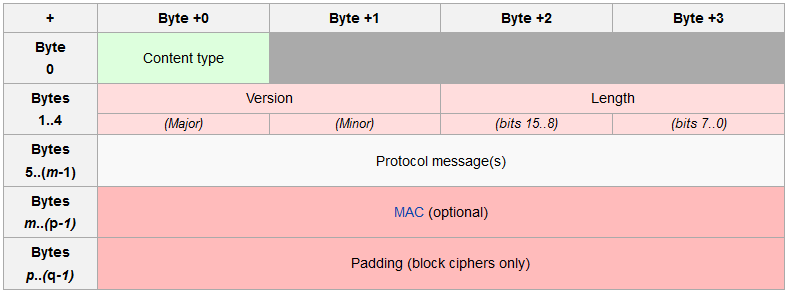 + Byte +0 Byte +1 Byte +2 Byte +3
Byte
0
Content type
Bytes
1..4
Version Length
(Major) (Minor) (bits 15..8) (bits 7..0)
Bytes
5..(m-1)
Protocol message(s)
Bytes
m..(p-1)
MAC (optional)
Bytes
p..(q-1)
Padding (block ciphers only)